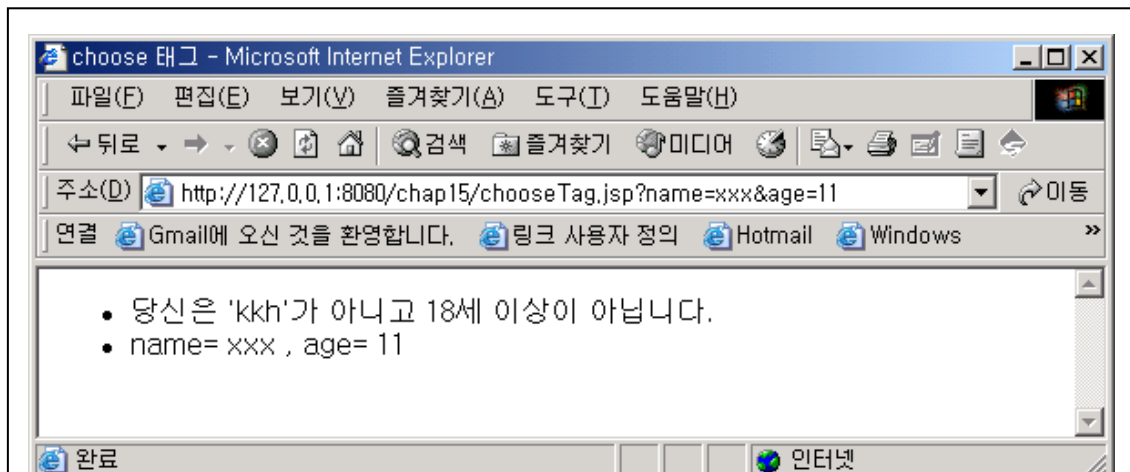 choose 태그 - Microsoft Internet Explorer
파일(F) 편집(E) 보기(V) 즐겨찾기(A) 도구(T) 도움말(H)
뒤로 검색 즐겨찾기 미디어
주소(D) http://127.0.0.1:8080/chap15/chooseTag.jsp?name=xxx&age=11 이동
연결 Gmail에 오신 것을 환영합니다. 링크 사용자 정의 Hotmail Windows »
• 당신은 'kkh'가 아니고 18세 이상이 아닙니다.
• name= xxx , age= 11
완료 인터넷